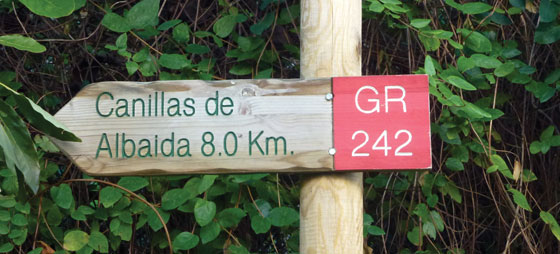 Canillas de
Albaida 8.0 Km.
GR
242